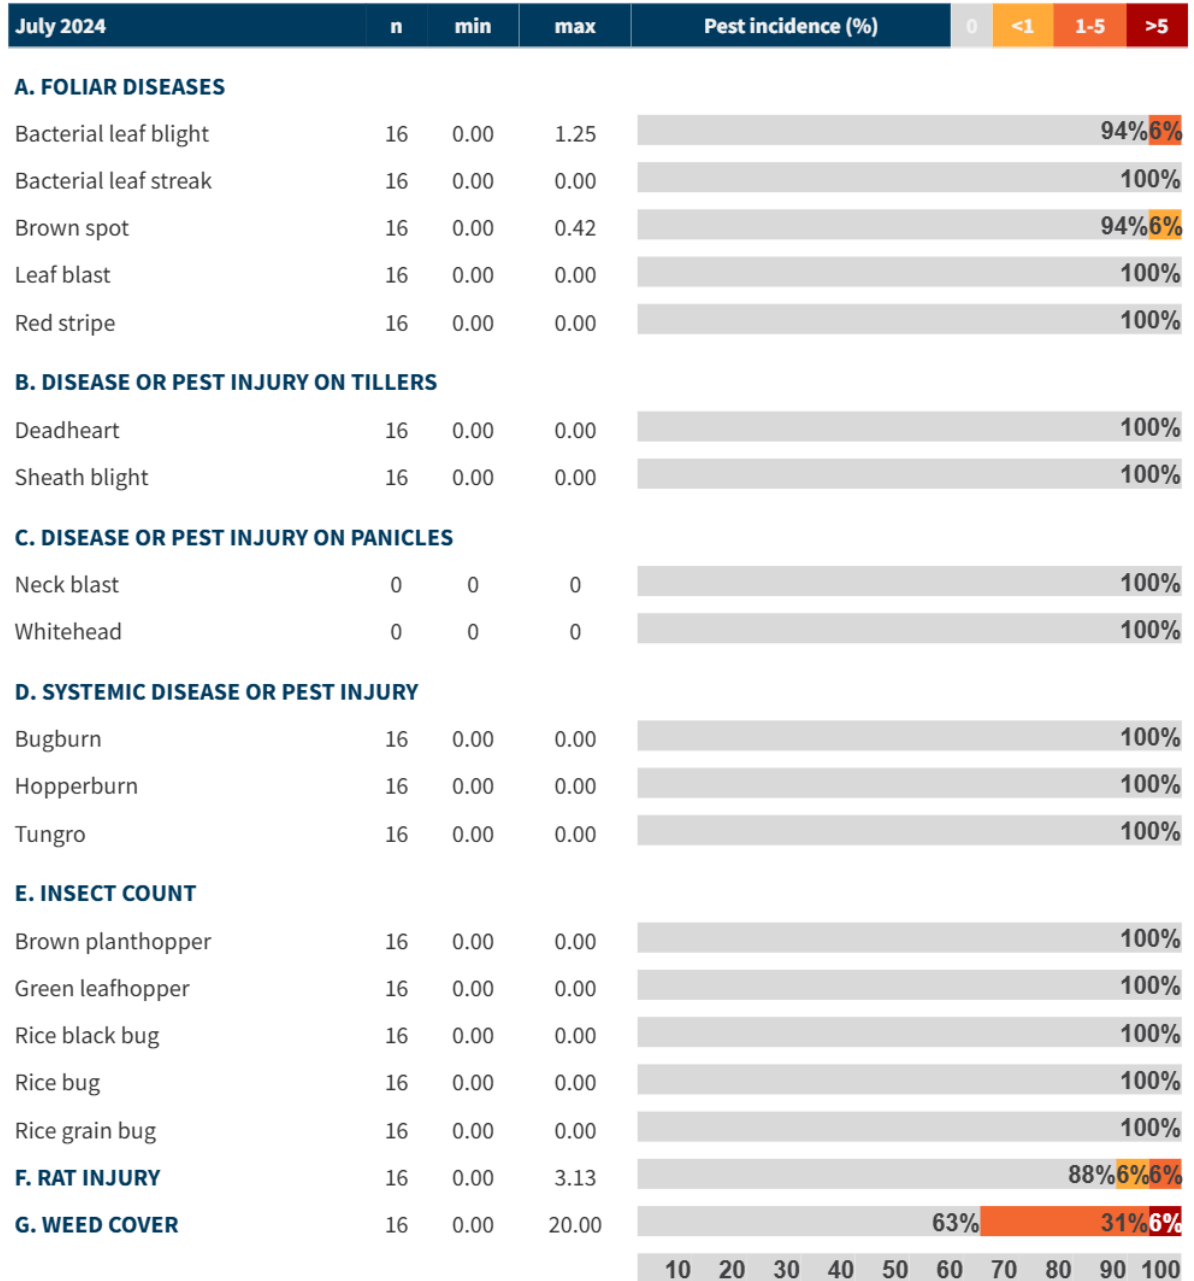 July 2024 n min max Pest incidence (%) 0 <1 1-5 >5
A. FOLIAR DISEASES
Bacterial leaf blight 16 0.00 1.25 94% 6%
Bacterial leaf streak 16 0.00 0.00 100%
Brown spot 16 0.00 0.42 94% 6%
Leaf blast 16 0.00 0.00 100%
Red stripe 16 0.00 0.00 100%
B. DISEASE OR PEST INJURY ON TILLERS
Deadheart 16 0.00 0.00 100%
Sheath blight 16 0.00 0.00 100%
C. DISEASE OR PEST INJURY ON PANICLES
Neck blast 0 0 0 100%
Whitehead 0 0 0 100%
D. SYSTEMIC DISEASE OR PEST INJURY
Bugburn 16 0.00 0.00 100%
Hopperburn 16 0.00 0.00 100%
Tungro 16 0.00 0.00 100%
E. INSECT COUNT
Brown planthopper 16 0.00 0.00 100%
Green leafhopper 16 0.00 0.00 100%
Rice black bug 16 0.00 0.00 100%
Rice bug 16 0.00 0.00 100%
Rice grain bug 16 0.00 0.00 100%
F. RAT INJURY 16 0.00 3.13 88% 6% 6%
G. WEED COVER 16 0.00 20.00 63% 31% 6%
10 20 30 40 50 60 70 80 90 100